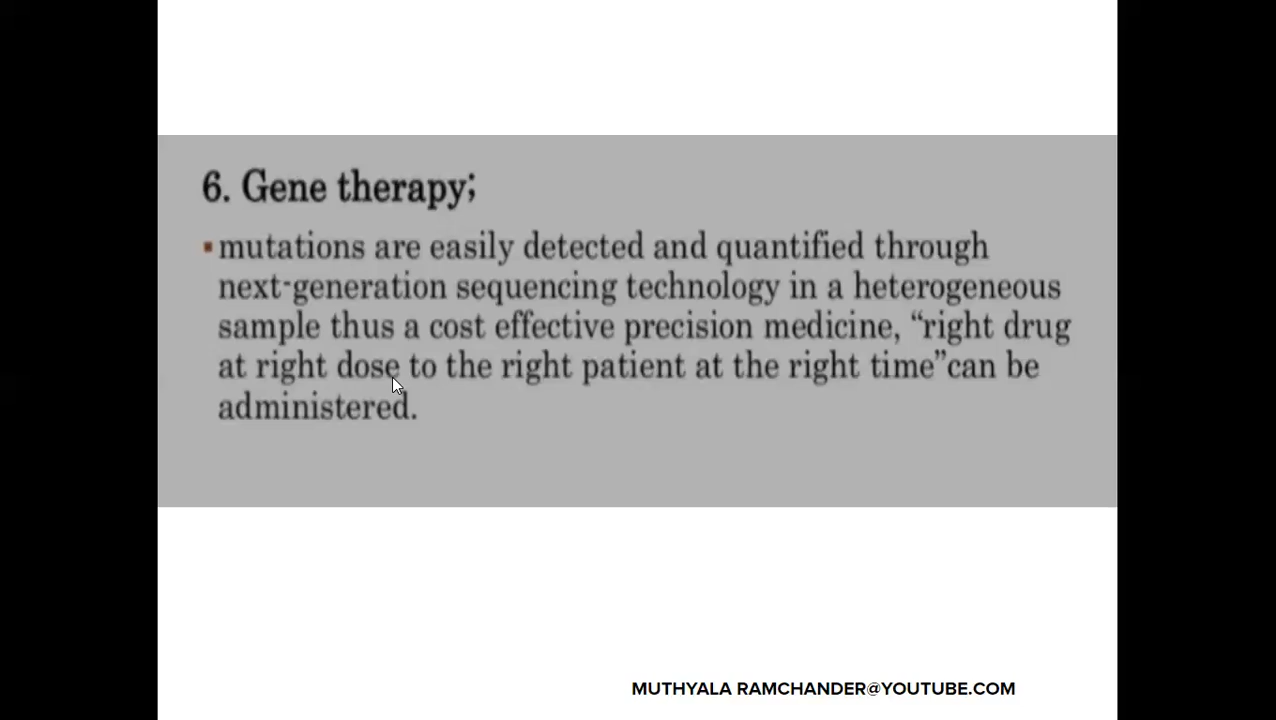 6. Gene therapy;
▪mutations are easily detected and quantified through
next-generation sequencing technology in a heterogeneous
sample thus a cost effective precision medicine, “right drug
at right dose to the right patient at the right time”can be
administered.
MUTHYALA RAMCHANDER@YOUTUBE.COM